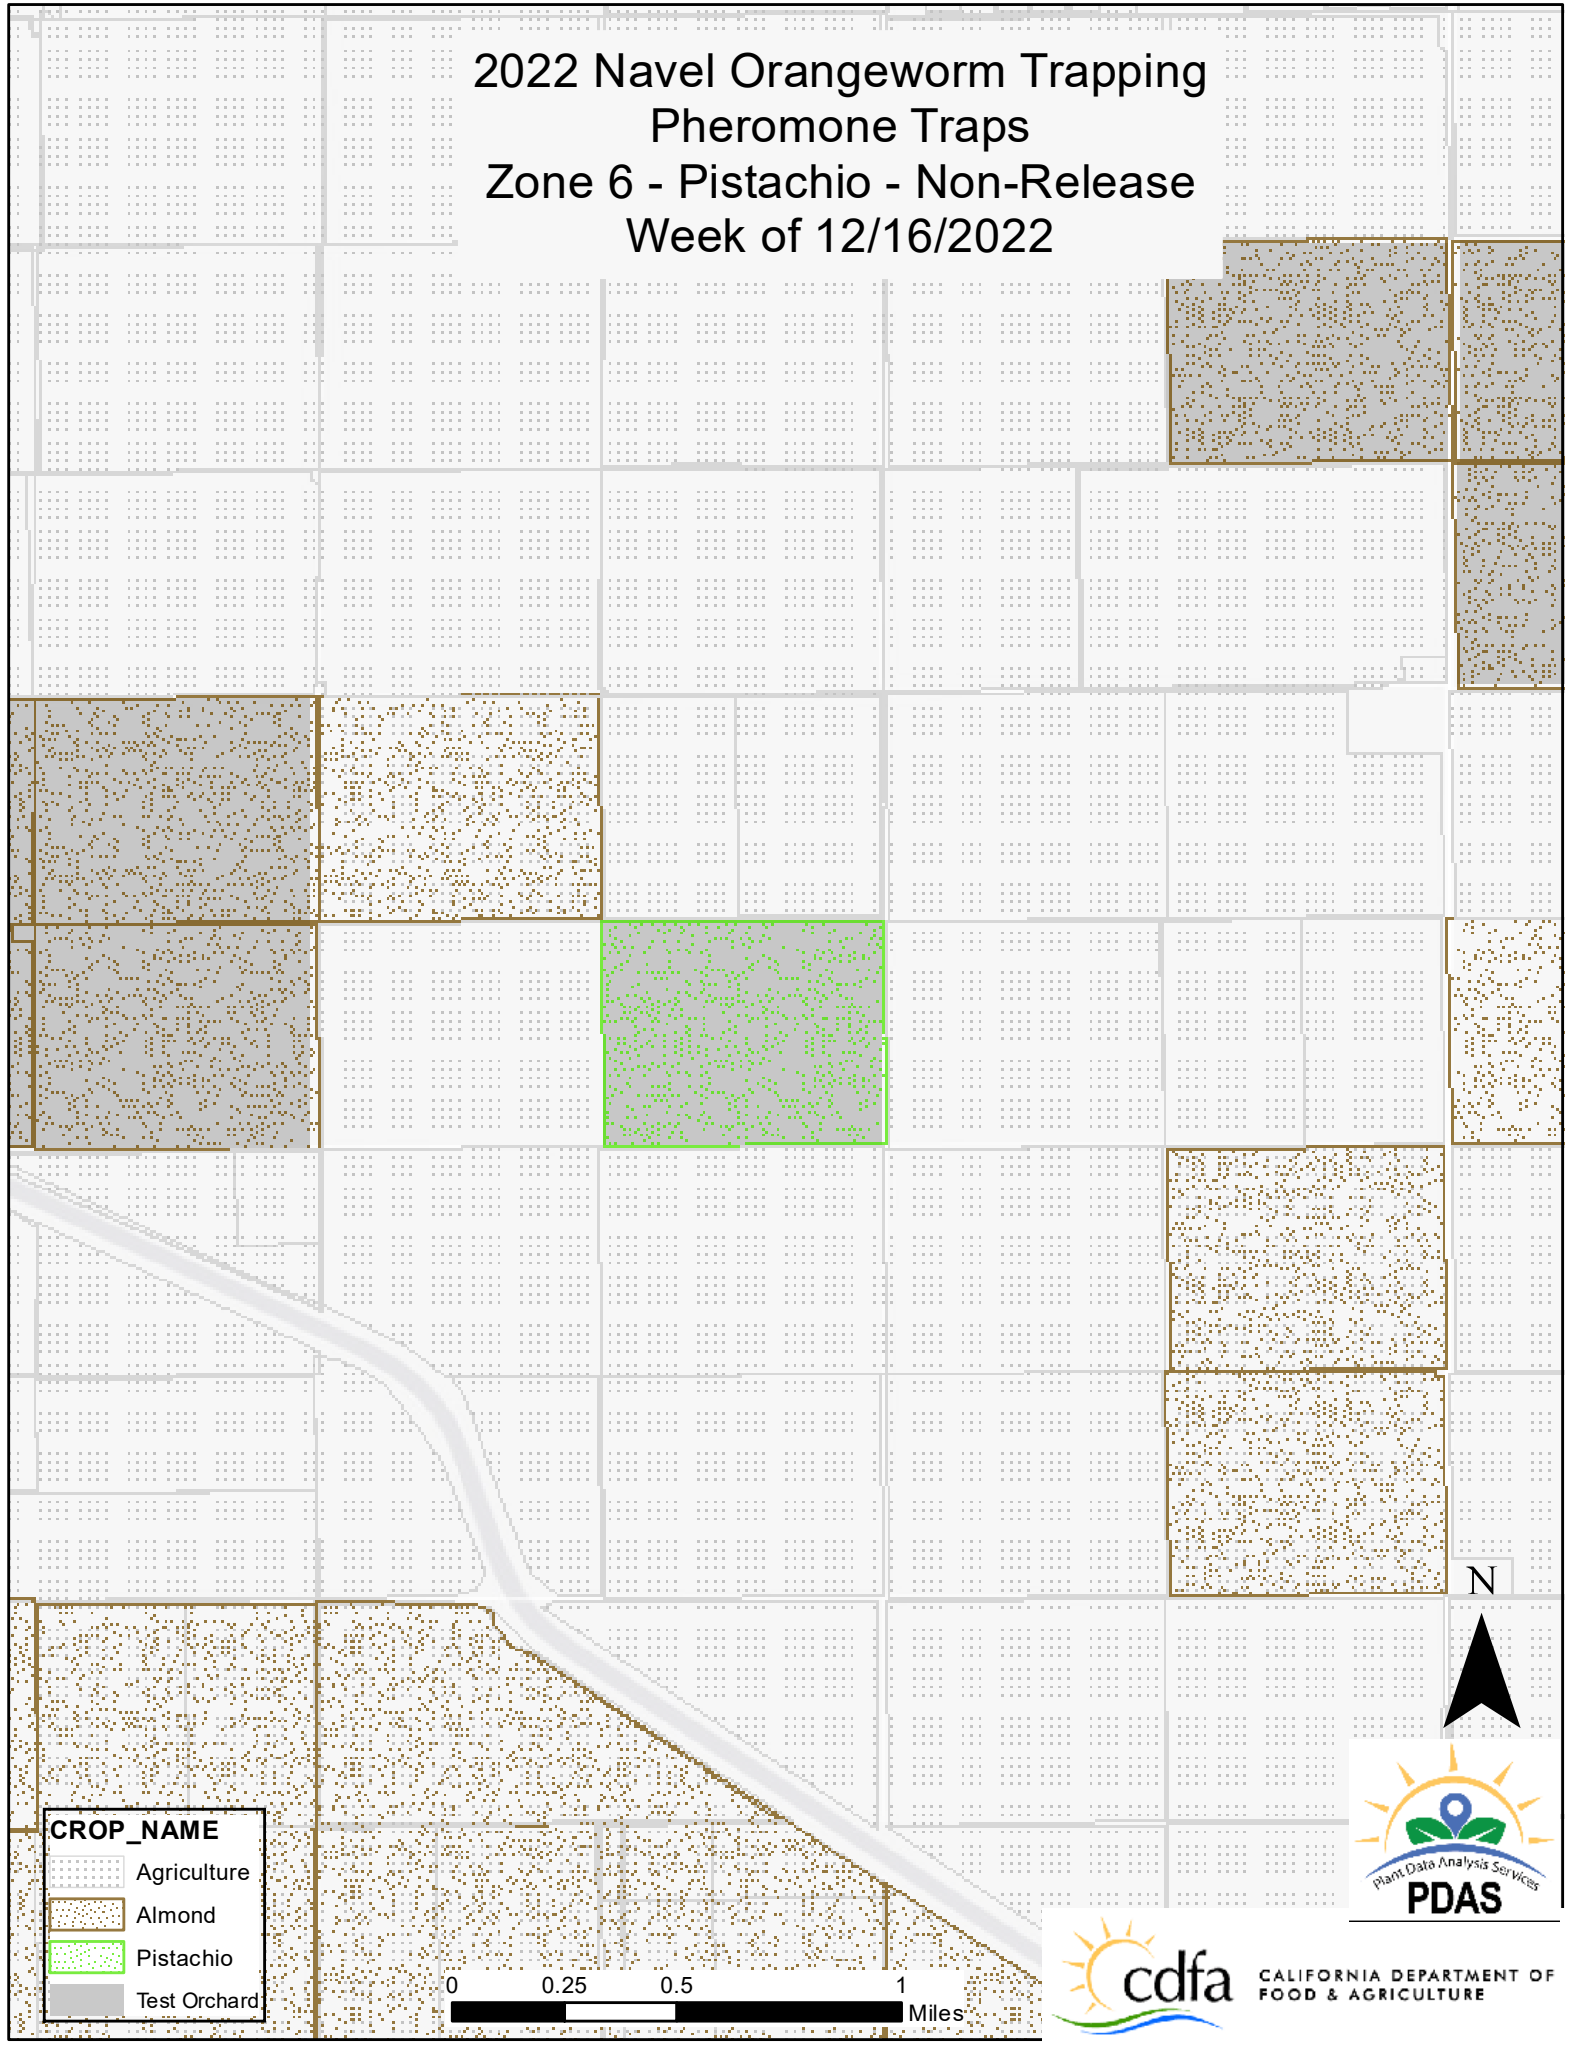 2022 Navel Orangeworm Trapping
Pheromone Traps
Zone 6 - Pistachio - Non-Release
Week of 12/16/2022
N
CROP_NAME
Agriculture
Almond
Pistachio
Test Orchard
0 0.25 0.5 1
Miles
Plant Data Analysis Services
PDAS
cdfa
CALIFORNIA DEPARTMENT OF
FOOD & AGRICULTURE